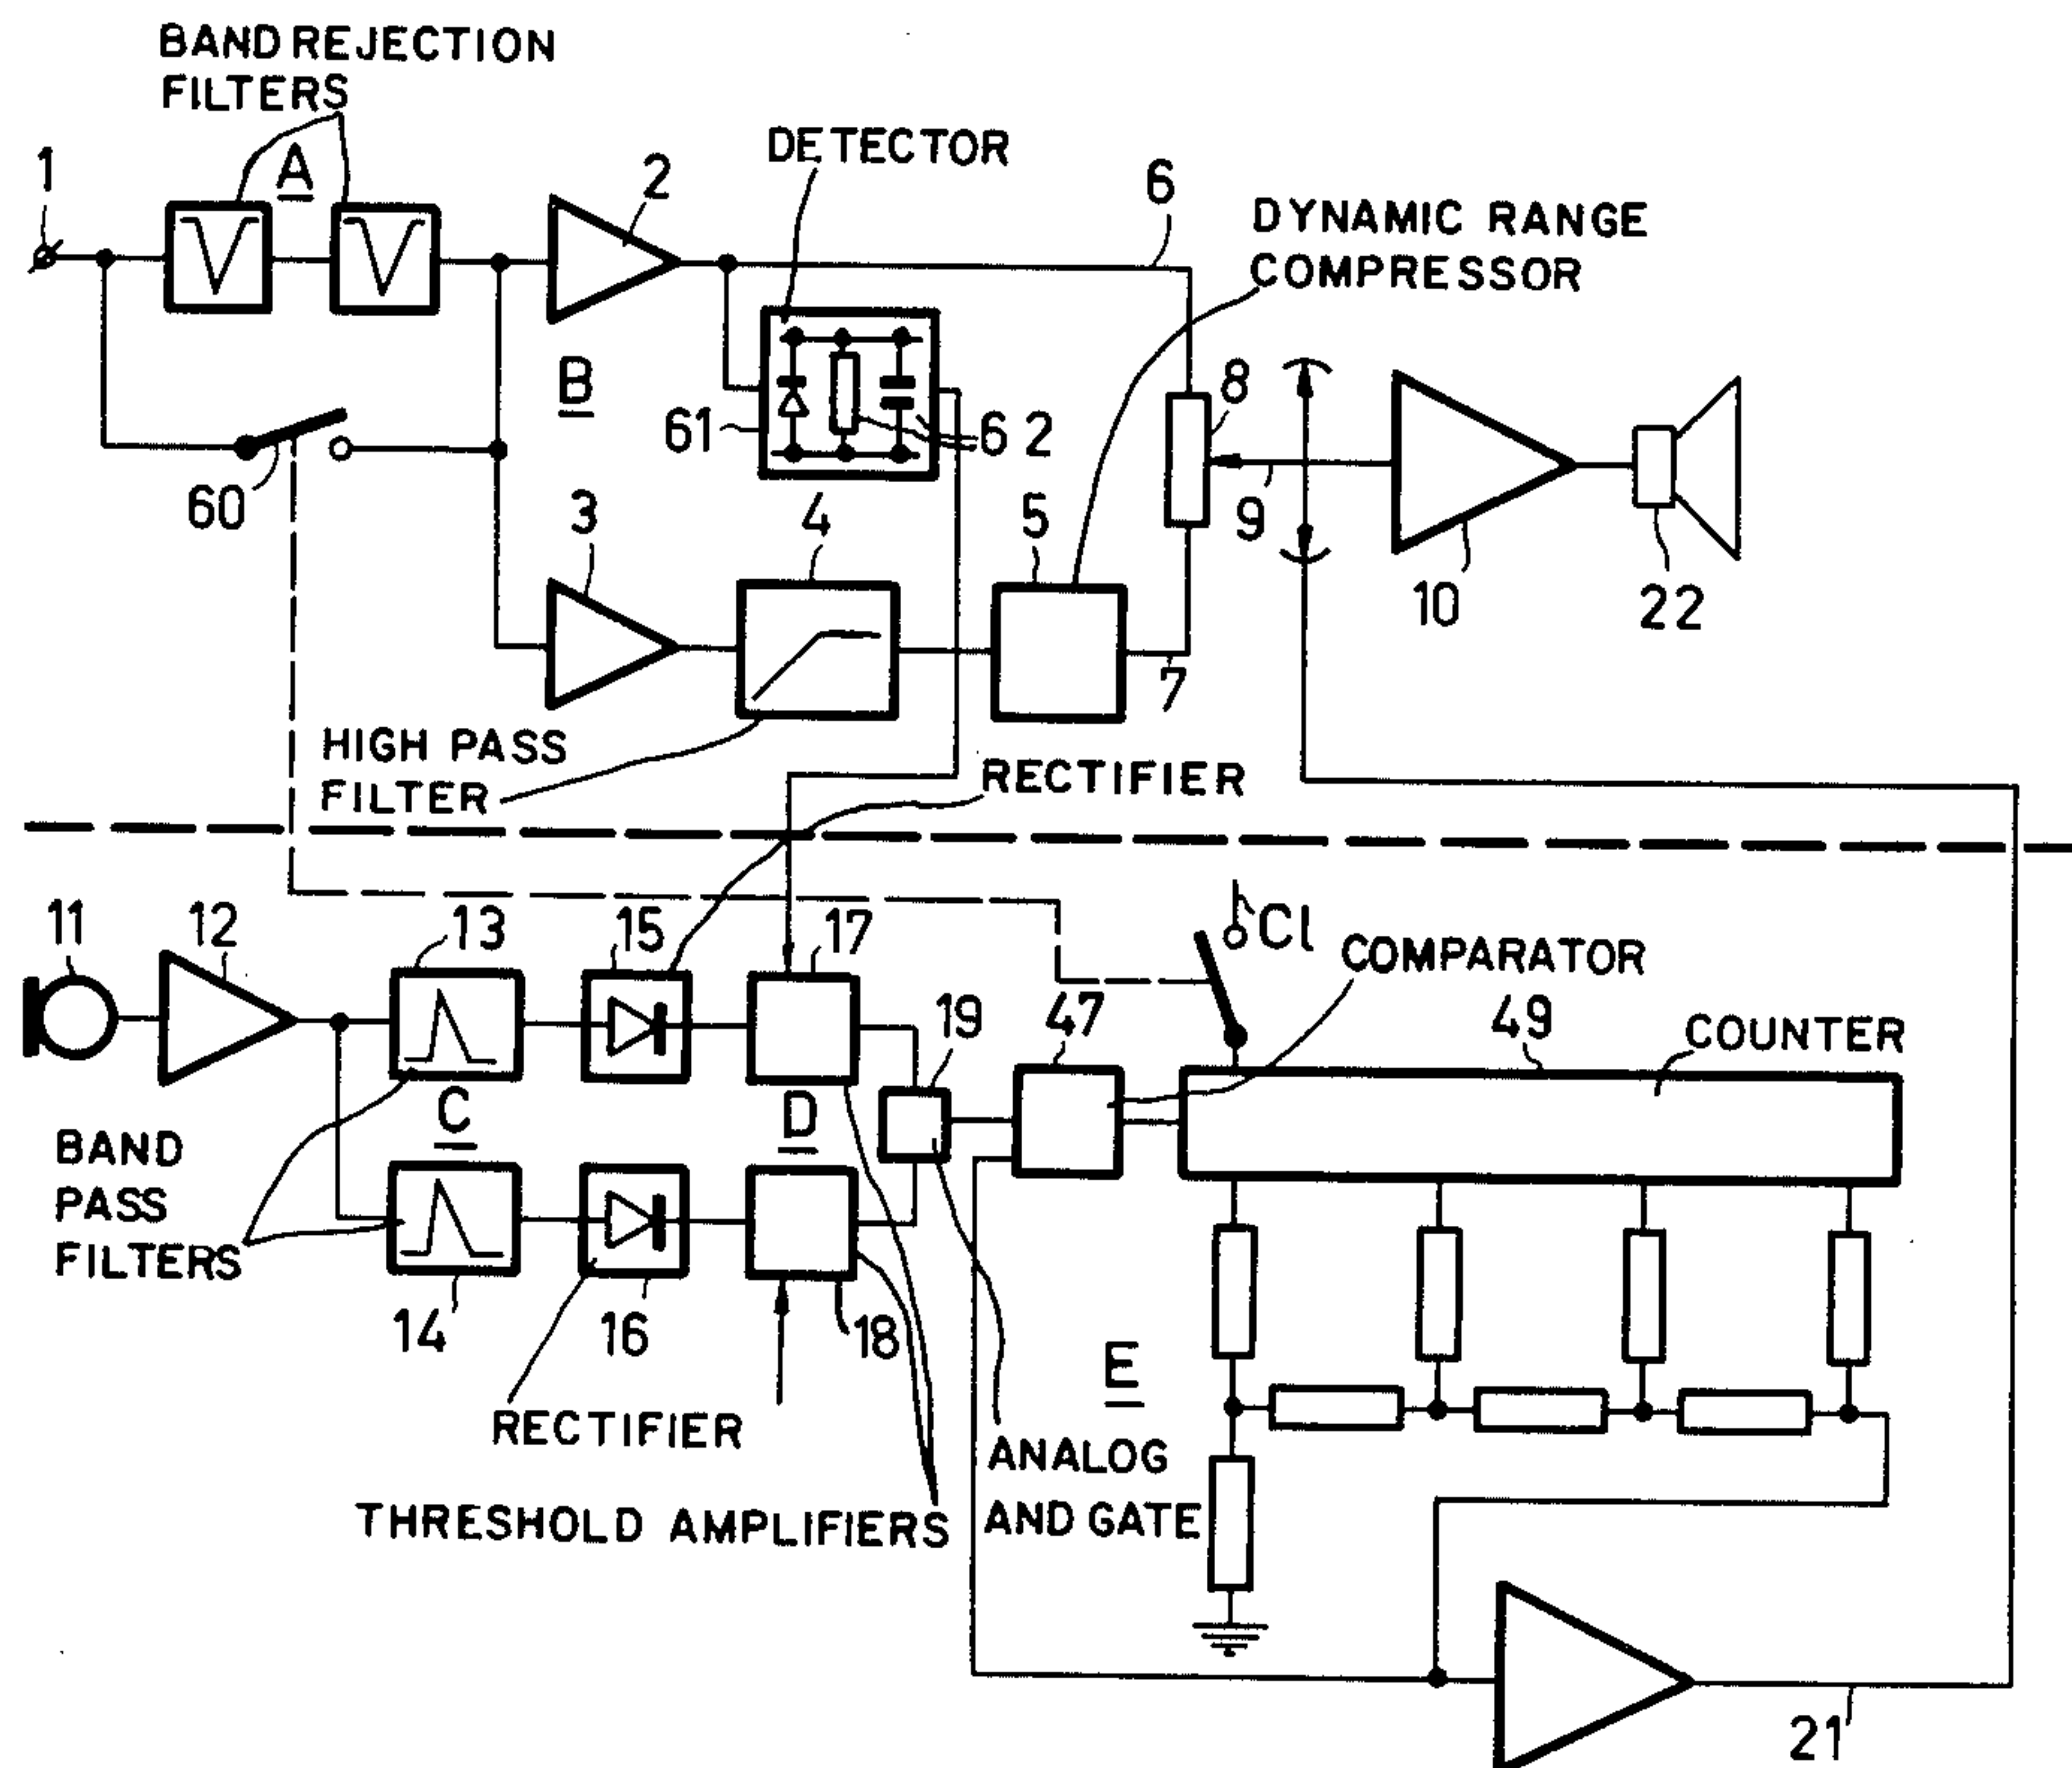 BAND REJECTION
FILTERS
1
A
2
DETECTOR
6
DYNAMIC RANGE
COMPRESSOR
B
61
62
8
60
3
4
5
9
10
22
7
HIGH PASS
FILTER
RECTIFIER
11
12
13
15
17
Cl
COMPARATOR
19
47
49
COUNTER
C
D
BAND
PASS
FILTERS
14
16
18
E
RECTIFIER
ANALOG
AND GATE
THRESHOLD AMPLIFIERS
21